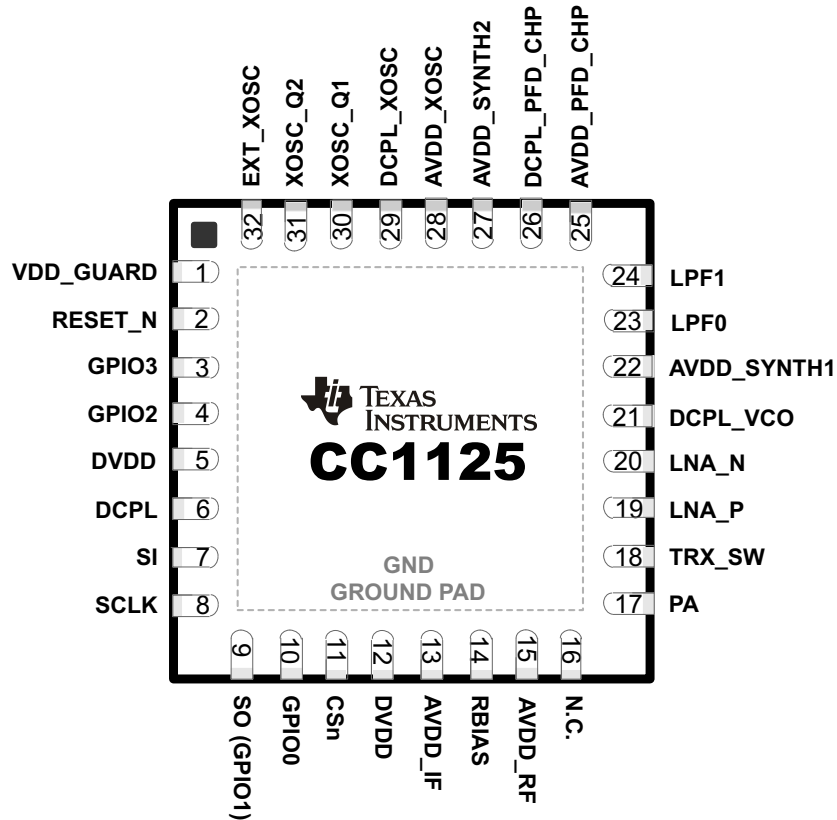 EXT_XOSC
XOSC_Q2
XOSC_Q1
DCPL_XOSC
AVDD_XOSC
AVDD_SYNTH2
DCPL_PFD_CHP
AVDD_PFD_CHP
32
31
30
29
28
27
26
25
VDD_GUARD 1
RESET_N 2
GPIO3 3
GPIO2 4
DVDD 5
DCPL 6
SI 7
SCLK 8
24 LPF1
23 LPF0
22 AVDD_SYNTH1
21 DCPL_VCO
20 LNA_N
19 LNA_P
18 TRX_SW
17 PA
TEXAS
INSTRUMENTS
CC1125
GND
GROUND PAD
9
10
11
12
13
14
15
16
SO (GPIO1)
GPIO0
CSn
DVDD
AVDD_IF
RBIAS
AVDD_RF
N.C.